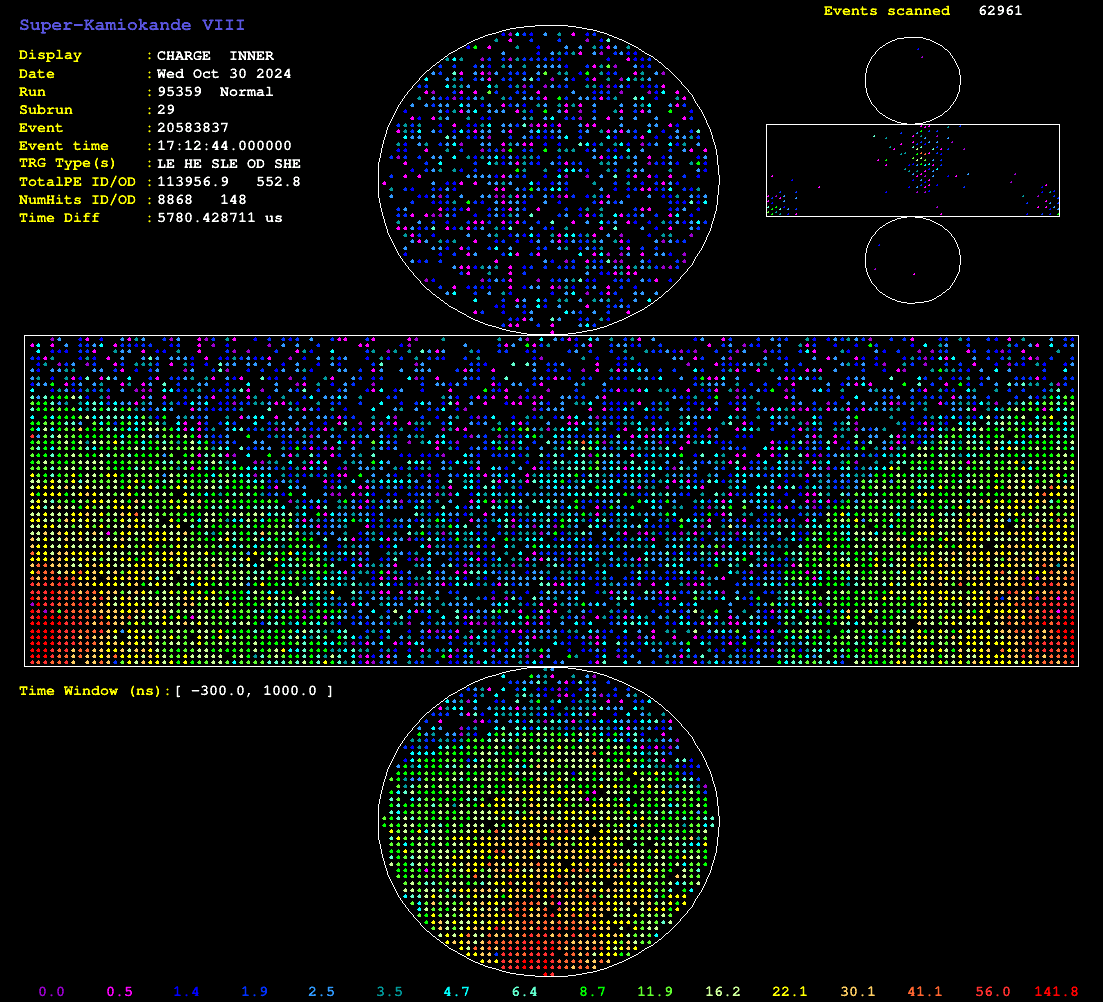 Super-Kamiokande VIII
Events scanned 62961
Display : CHARGE INNER
Date : Wed Oct 30 2024
Run : 95359 Normal
Subrun : 29
Event : 20583837
Event time : 17:12:44.000000
TRG Type(s) : LE HE SLE OD SHE
TotalPE ID/OD : 113956.9 552.8
NumHits ID/OD : 8868 148
Time Diff : 5780.428711 us
Time Window (ns):[ -300.0, 1000.0 ]
0.0 0.5 1.4 1.9 2.5 3.5 4.7 6.4 8.7 11.9 16.2 22.1 30.1 41.1 56.0 141.8